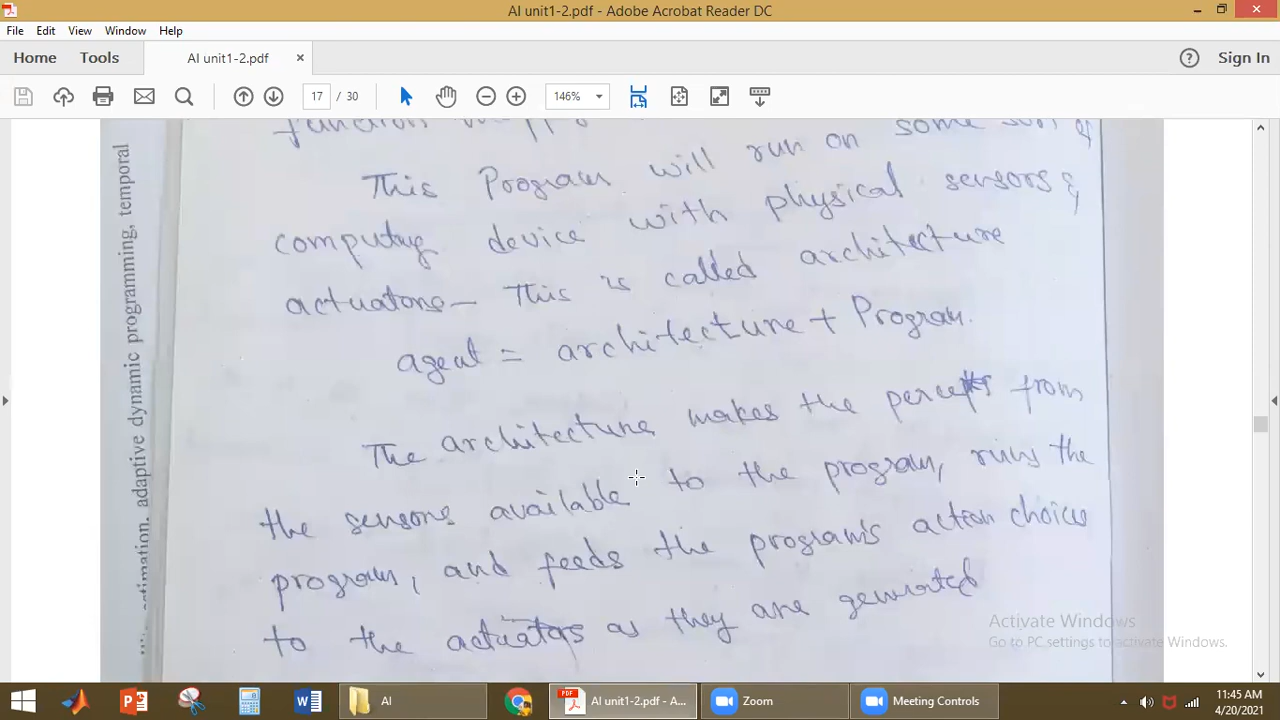 AI unit1-2.pdf - Adobe Acrobat Reader DC
File Edit View Window Help
Home Tools AI unit1-2.pdf × Sign In
17 / 30 146%
function
This Program will run on some sort of
computing device with physical sensors &
actuators - This is called architecture
agent = architecture + Program.
The architecture makes the percepts from
the sensors available to the program, runs the
program, and feeds the program's action choice
to the actuators as they are generated
estimation, adaptive dynamic programming, temporal
Activate Windows
Go to PC settings to activate Windows.
AI
AI unit1-2.pdf - A...
Zoom
Meeting Controls
11:45 AM
4/20/2021